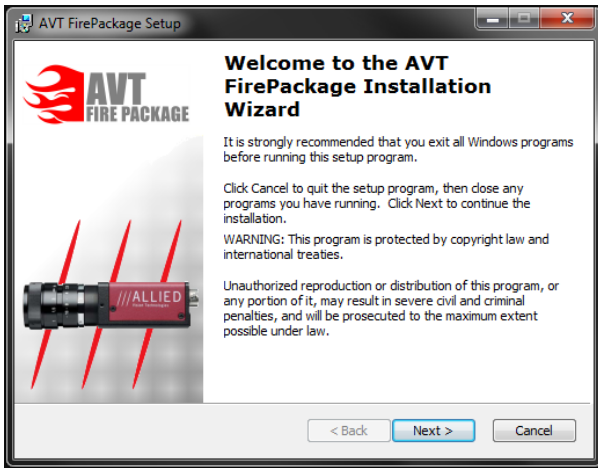 AVT FirePackage Setup
AVT
FIRE PACKAGE
Welcome to the AVT
FirePackage Installation
Wizard
It is strongly recommended that you exit all Windows programs
before running this setup program.
Click Cancel to quit the setup program, then close any
programs you have running.  Click Next to continue the
installation.
WARNING: This program is protected by copyright law and
international treaties.
Unauthorized reproduction or distribution of this program, or
any portion of it, may result in severe civil and criminal
penalties, and will be prosecuted to the maximum extent
possible under law.
///ALLIED
Vision Technologies
< Back
Next >
Cancel